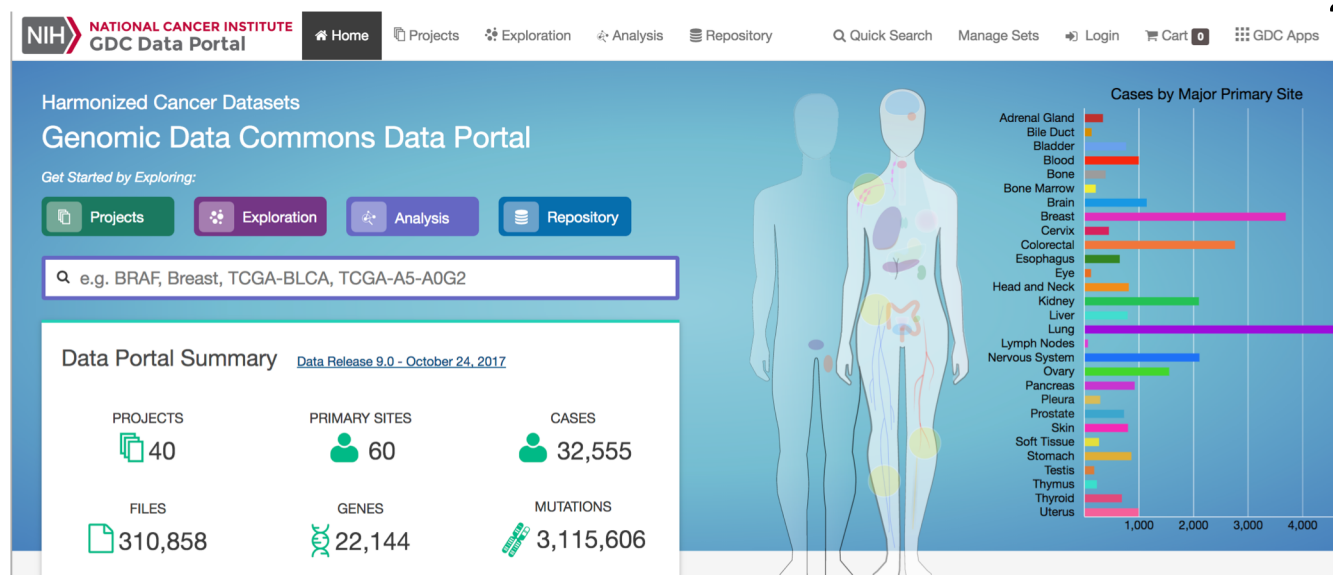 NIH NATIONAL CANCER INSTITUTE
GDC Data Portal
Home Projects Exploration Analysis Repository Quick Search Manage Sets Login Cart 0 GDC Apps
Harmonized Cancer Datasets
Genomic Data Commons Data Portal
Get Started by Exploring:
Projects Exploration Analysis Repository
e.g. BRAF, Breast, TCGA-BLCA, TCGA-A5-A0G2
Data Portal Summary Data Release 9.0 - October 24, 2017
PROJECTS PRIMARY SITES CASES
40 60 32,555
FILES GENES MUTATIONS
310,858 22,144 3,115,606
Cases by Major Primary Site
Adrenal Gland
Bile Duct
Bladder
Blood
Bone
Bone Marrow
Brain
Breast
Cervix
Colorectal
Esophagus
Eye
Head and Neck
Kidney
Liver
Lung
Lymph Nodes
Nervous System
Ovary
Pancreas
Pleura
Prostate
Skin
Soft Tissue
Stomach
Testis
Thymus
Thyroid
Uterus
1,000 2,000 3,000 4,000